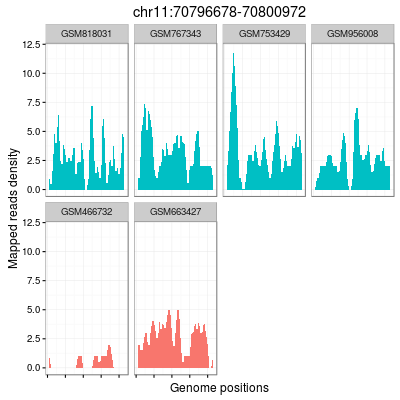 chr11:70796678-70800972
GSM818031 GSM767343 GSM753429 GSM956008
12.5
10.0
7.5
5.0
2.5
0.0
GSM466732 GSM663427
12.5
10.0
7.5
5.0
2.5
0.0
Mapped reads density
Genome positions